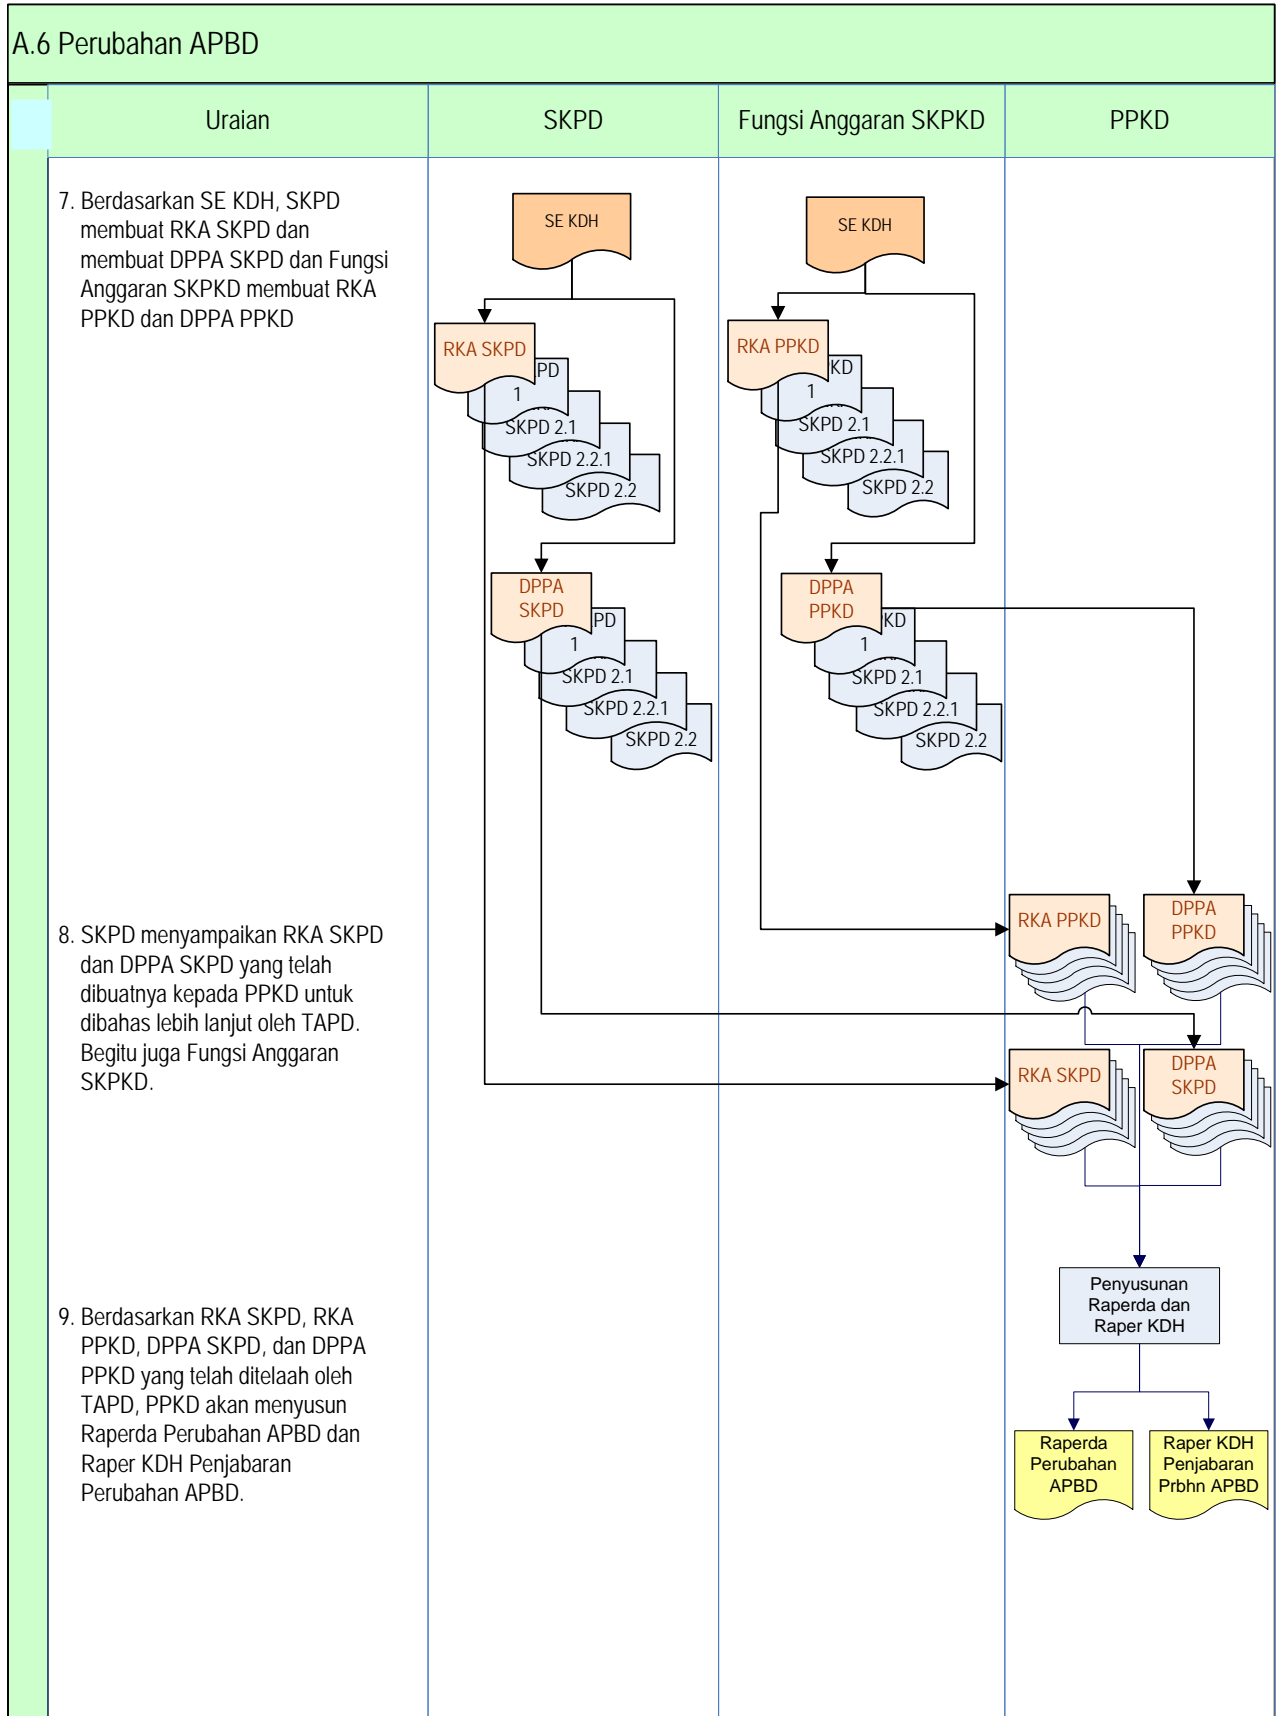 A.6 Perubahan APBD
Uraian
SKPD
Fungsi Anggaran SKPKD
PPKD
7. Berdasarkan SE KDH, SKPD
membuat RKA SKPD dan
membuat DPPA SKPD dan Fungsi
Anggaran SKPKD membuat RKA
PPKD dan DPPA PPKD
SE KDH
RKA SKPD
PD
1
SKPD 2.1
SKPD 2.2.1
SKPD 2.2
DPPA
SKPD
PD
1
SKPD 2.1
SKPD 2.2.1
SKPD 2.2
SE KDH
RKA PPKD
KD
1
SKPD 2.1
SKPD 2.2.1
SKPD 2.2
DPPA
PPKD
KD
1
SKPD 2.1
SKPD 2.2.1
SKPD 2.2
8. SKPD menyampaikan RKA SKPD
dan DPPA SKPD yang telah
dibuatnya kepada PPKD untuk
dibahas lebih lanjut oleh TAPD.
Begitu juga Fungsi Anggaran
SKPKD.
RKA PPKD
DPPA
PPKD
RKA SKPD
DPPA
SKPD
9. Berdasarkan RKA SKPD, RKA
PPKD, DPPA SKPD, dan DPPA
PPKD yang telah ditelaah oleh
TAPD, PPKD akan menyusun
Raperda Perubahan APBD dan
Raper KDH Penjabaran
Perubahan APBD.
Penyusunan
Raperda dan
Raper KDH
Raperda
Perubahan
APBD
Raper KDH
Penjabaran
Prbhn APBD